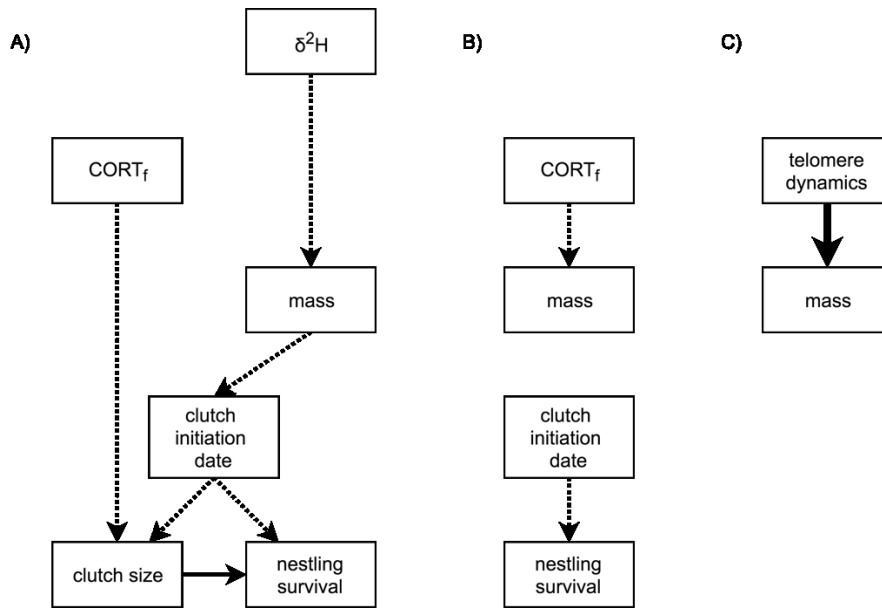 A)
δ²H
CORTf
mass
clutch
initiation
date
clutch size
nestling
survival
B)
CORTf
mass
clutch
initiation
date
nestling
survival
C)
telomere
dynamics
mass